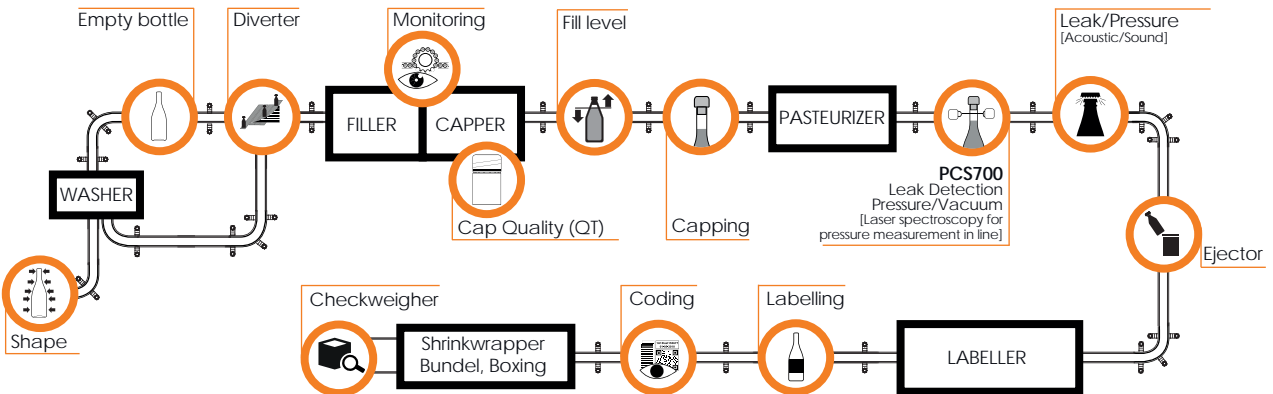 Empty bottle
Diverter
Monitoring
Fill level
Leak/Pressure
[Acoustic/Sound]
FILLER
CAPPER
PASTEURIZER
WASHER
PCS700
Leak Detection
Pressure/Vacuum
[Laser spectroscopy for
pressure measurement in line]
Cap Quality (QT)
Capping
Ejector
Shape
Checkweigher
Coding
Labelling
Shrinkwrapper
Bundel, Boxing
LABELLER